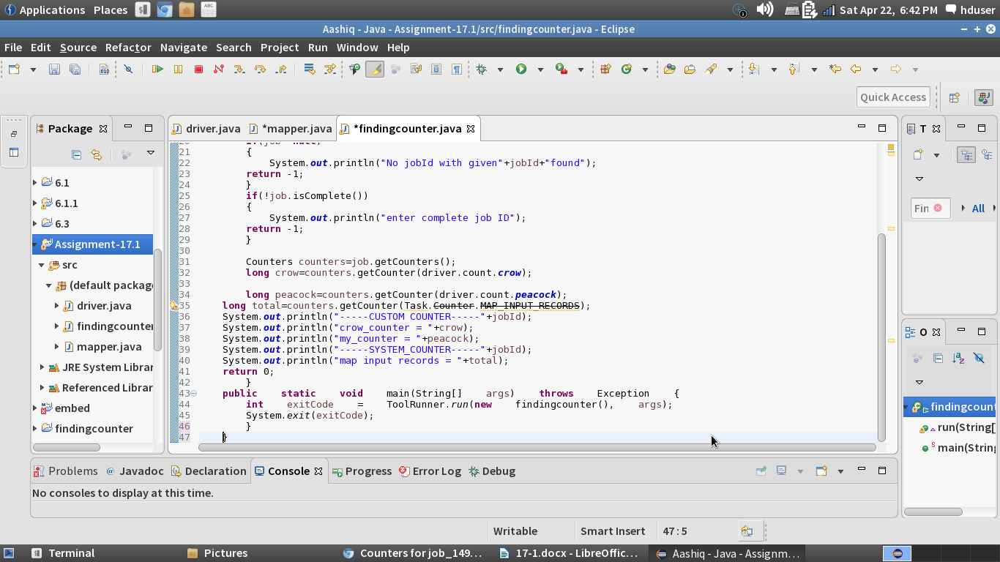 Applications Places Sat Apr 22, 6:42 PM hduser
Aashiq - Java - Assignment-17.1/src/findingcounter.java - Eclipse
File Edit Source Refactor Navigate Search Project Run Window Help
Quick Access
Package
6.1
6.1.1
6.3
Assignment-17.1
src
(default package
driver.java
findingcounter
mapper.java
JRE System Librar
Referenced Librar
embed
findingcounter
driver.java *mapper.java *findingcounter.java
21 {
22 System.out.println("No jobId with given"+jobId+"found");
23 return -1;
24 }
25 if(!job.isComplete())
26 {
27 System.out.println("enter complete job ID");
28 return -1;
29 }
30
31 Counters counters=job.getCounters();
32 long crow=counters.getCounter(driver.count.crow);
33
34 long peacock=counters.getCounter(driver.count.peacock);
35 long total=counters.getCounter(Task.Counter.MAP_INPUT_RECORDS);
36 System.out.println("-----CUSTOM COUNTER-----"+jobId);
37 System.out.println("crow_counter = "+crow);
38 System.out.println("my_counter = "+peacock);
39 System.out.println("-----SYSTEM_COUNTER-----"+jobId);
40 System.out.println("map input records = "+total);
41 return 0;
42 }
43 public static void main(String[] args) throws Exception {
44 int exitCode = ToolRunner.run(new findingcounter(), args);
45 System.exit(exitCode);
46 }
47 }
T
Fin All
O
findingcount
run(String[
main(String
Problems Javadoc Declaration Console Progress Error Log Debug
No consoles to display at this time.
Writable Smart Insert 47 : 5
Terminal Pictures Counters for job_149... 17-1.docx - LibreOffic... Aashiq - Java - Assignm...